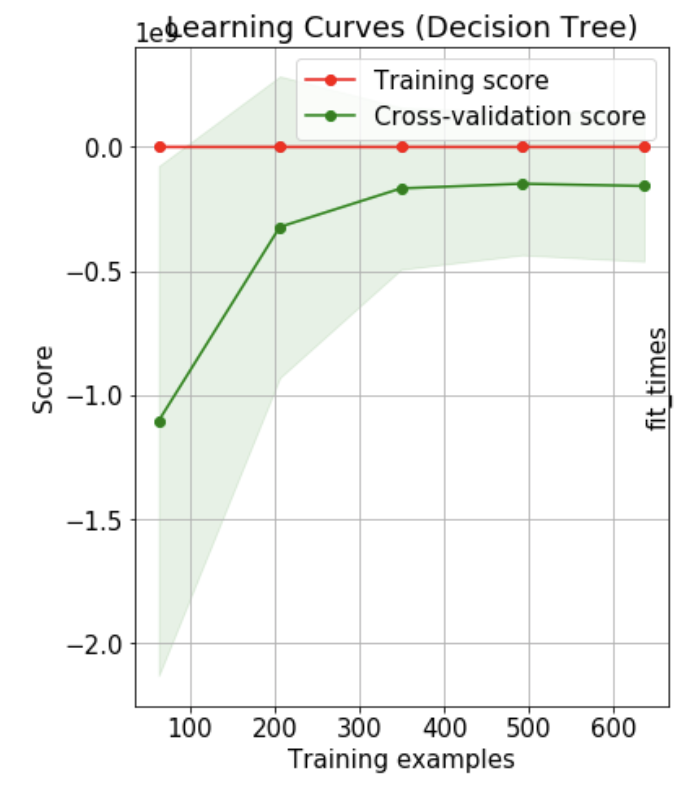 1e9
Learning Curves (Decision Tree)
Training score
Cross-validation score
0.0
−0.5
−1.0
−1.5
−2.0
Score
fit_times
100 200 300 400 500 600
Training examples